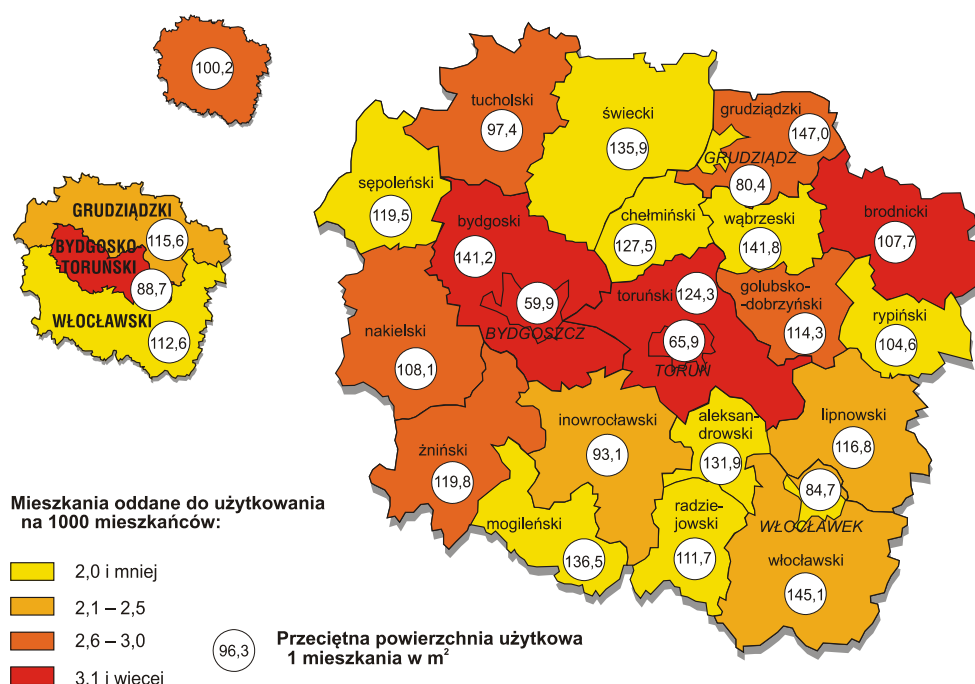 100,2
GRUDZIĄDZKI
115,6
BYDGOSKO-
TORUŃSKI
88,7
WŁOCŁAWSKI
112,6
tucholski
97,4
świecki
135,9
grudziądzki
147,0
GRUDZIĄDZ
80,4
sępoleński
119,5
bydgoski
141,2
chełmiński
127,5
wąbrzeski
141,8
brodnicki
107,7
59,9
BYDGOSZCZ
toruński
124,3
65,9
TORUŃ
golubsko-
-dobrzyński
114,3
rypiński
104,6
nakielski
108,1
żniński
119,8
inowrocławski
93,1
aleksan-
drowski
131,9
lipnowski
116,8
84,7
WŁOCŁAWEK
mogileński
136,5
radzie-
jowski
111,7
włocławski
145,1
Mieszkania oddane do użytkowania
na 1000 mieszkańców:
2,0 i mniej
2,1 – 2,5
2,6 – 3,0
3,1 i więcej
96,3
Przeciętna powierzchnia użytkowa
1 mieszkania w m²